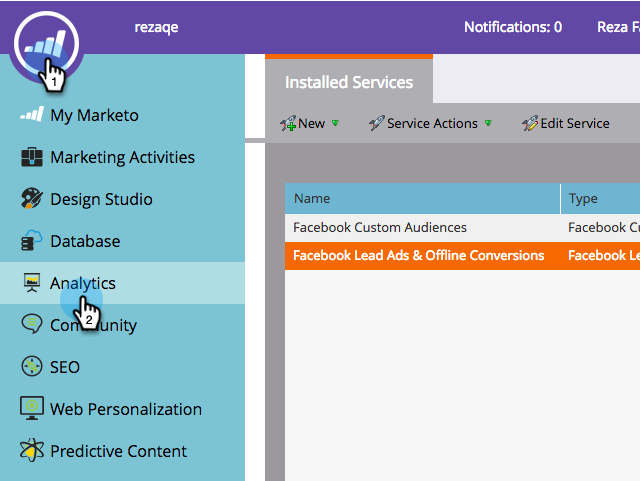 rezaqe
Notifications: 0
Reza Fa
1
My Marketo
Marketing Activities
Design Studio
Database
Analytics
2
Community
SEO
Web Personalization
Predictive Content
Installed Services
New
Service Actions
Edit Service
Name
Type
Facebook Custom Audiences
Facebook Cu
Facebook Lead Ads & Offline Conversions
Facebook Le